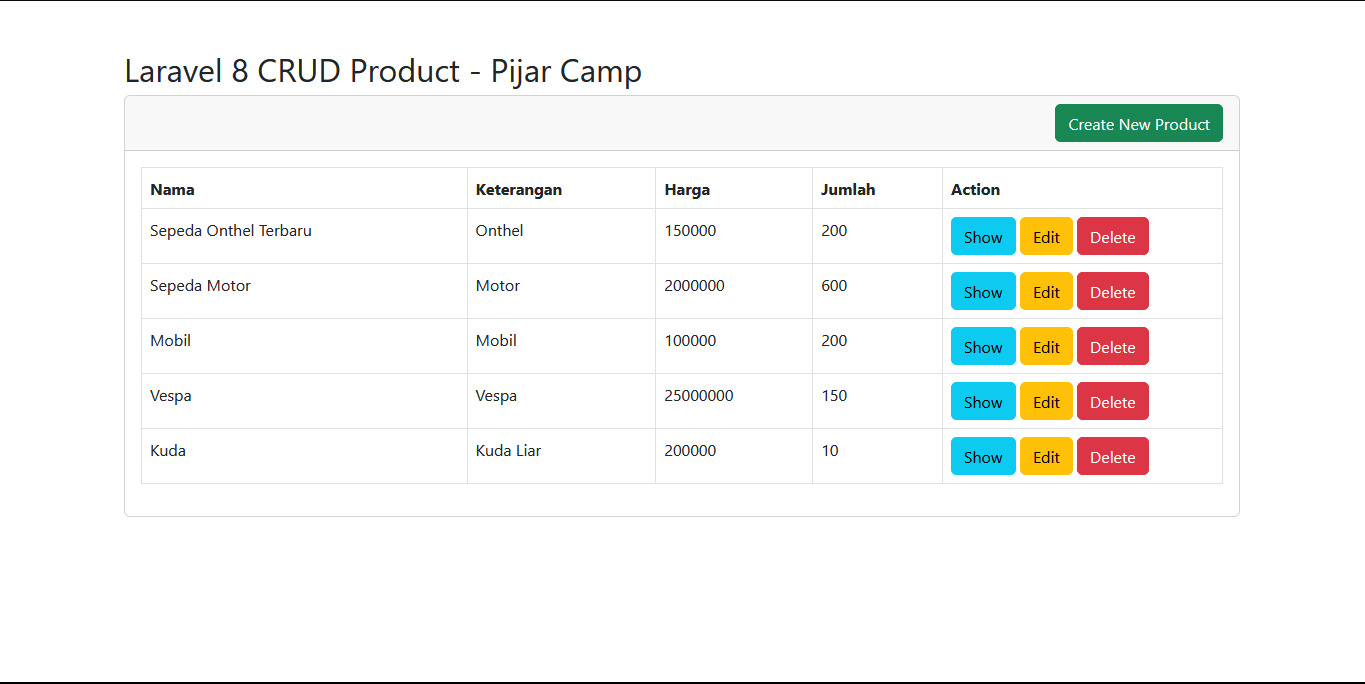 Laravel 8 CRUD Product - Pijar Camp
Create New Product
Nama Keterangan Harga Jumlah Action
Sepeda Onthel Terbaru Onthel 150000 200 Show Edit Delete
Sepeda Motor Motor 2000000 600 Show Edit Delete
Mobil Mobil 100000 200 Show Edit Delete
Vespa Vespa 25000000 150 Show Edit Delete
Kuda Kuda Liar 200000 10 Show Edit Delete